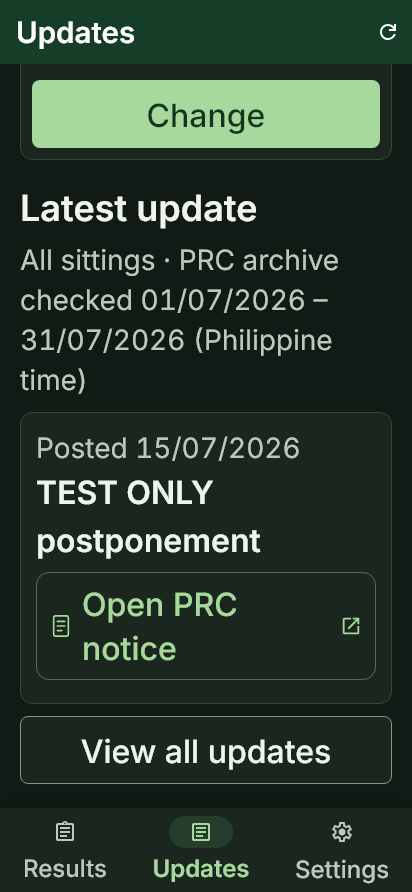 Updates
Change
Latest update
All sittings · PRC archive
checked 01/07/2026 –
31/07/2026 (Philippine
time)
Posted 15/07/2026
TEST ONLY
postponement
Open PRC
notice
View all updates
Results
Updates
Settings